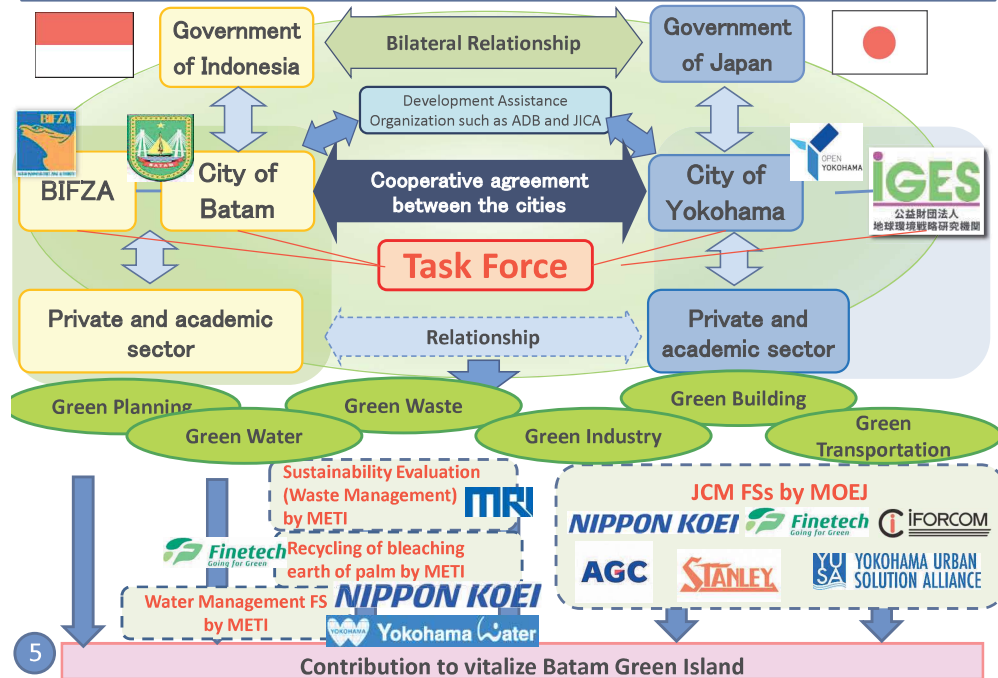 Government
of Indonesia
Bilateral Relationship
Government
of Japan
Development Assistance
Organization such as ADB and JICA
BIFZA
BATAM
BIFZA
City of
Batam
Cooperative agreement
between the cities
City of
Yokohama
OPEN
YOKOHAMA
iGES
公益財団法人
地球環境戦略研究機関
Task Force
Private and academic
sector
Relationship
Private and
academic sector
Green Planning
Green Waste
Green Building
Green Water
Green Industry
Green
Transportation
Sustainability Evaluation
(Waste Management)
by METI
MRI
Finetech
Going for Green
Recycling of bleaching
earth of palm by METI
Water Management FS
by METI
NIPPON KOEI
YOKOHAMA
Yokohama Water
JCM FSs by MOEJ
NIPPON KOEI
Finetech
Going for Green
iFORCOM
AGC
STANLEY
YUSA
YOKOHAMA URBAN
SOLUTION ALLIANCE
5
Contribution to vitalize Batam Green Island